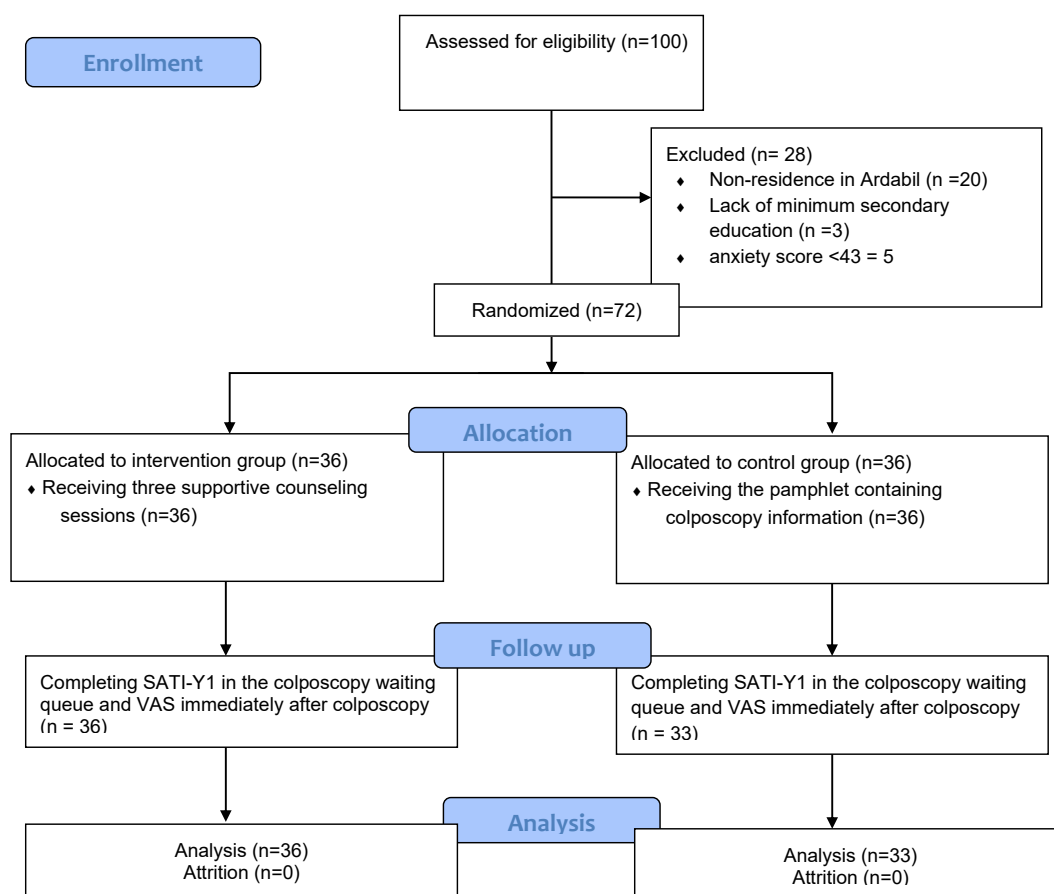 Assessed for eligibility (n=100)
Enrollment
Excluded (n= 28)
♦ Non-residence in Ardabil (n =20)
♦ Lack of minimum secondary
education (n =3)
♦ anxiety score <43 = 5
Randomized (n=72)
Allocation
Allocated to intervention group (n=36)
♦ Receiving three supportive counseling
sessions (n=36)
Allocated to control group (n=36)
♦ Receiving the pamphlet containing
colposcopy information (n=36)
Follow up
Completing SATI-Y1 in the colposcopy waiting
queue and VAS immediately after colposcopy
(n = 36)
Completing SATI-Y1 in the colposcopy waiting
queue and VAS immediately after colposcopy
(n = 33)
Analysis
Analysis (n=36)
Attrition (n=0)
Analysis (n=33)
Attrition (n=0)